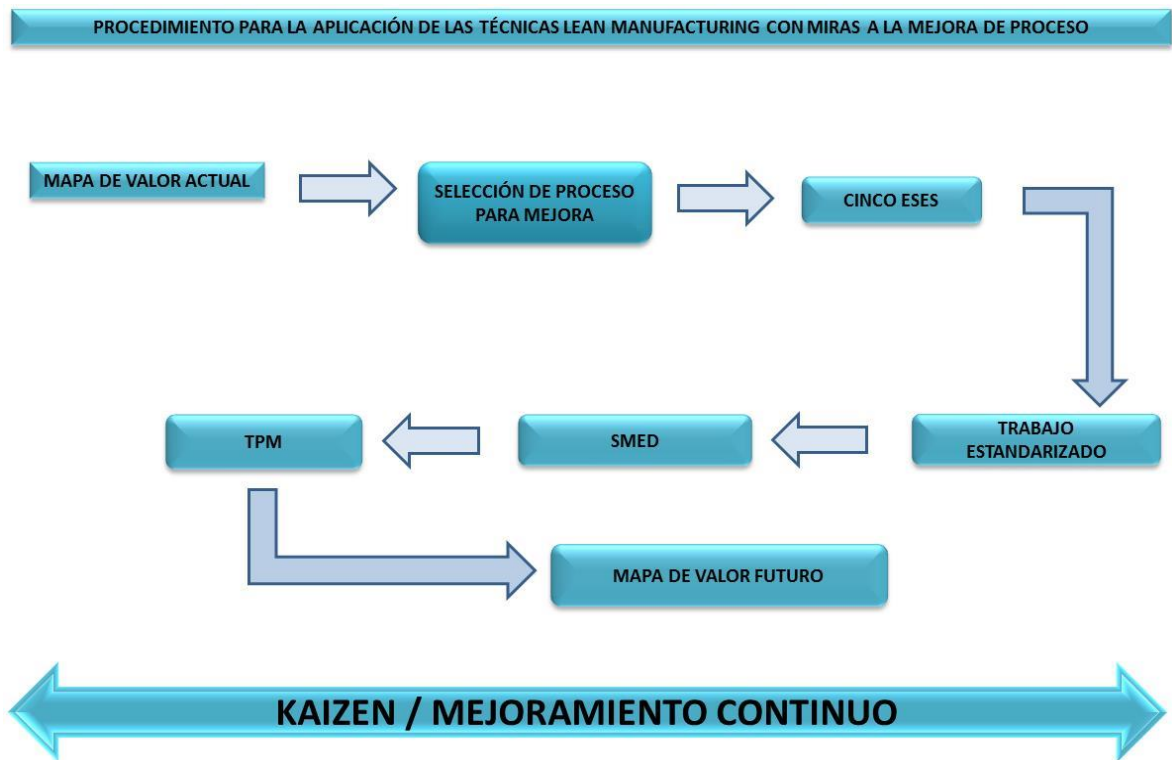 PROCEDIMIENTO PARA LA APLICACIÓN DE LAS TÉCNICAS LEAN MANUFACTURING CON MIRAS A LA MEJORA DE PROCESO
MAPA DE VALOR ACTUAL
SELECCIÓN DE PROCESO
PARA MEJORA
CINCO ESES
TRABAJO
ESTANDARIZADO
SMED
TPM
MAPA DE VALOR FUTURO
KAIZEN / MEJORAMIENTO CONTINUO